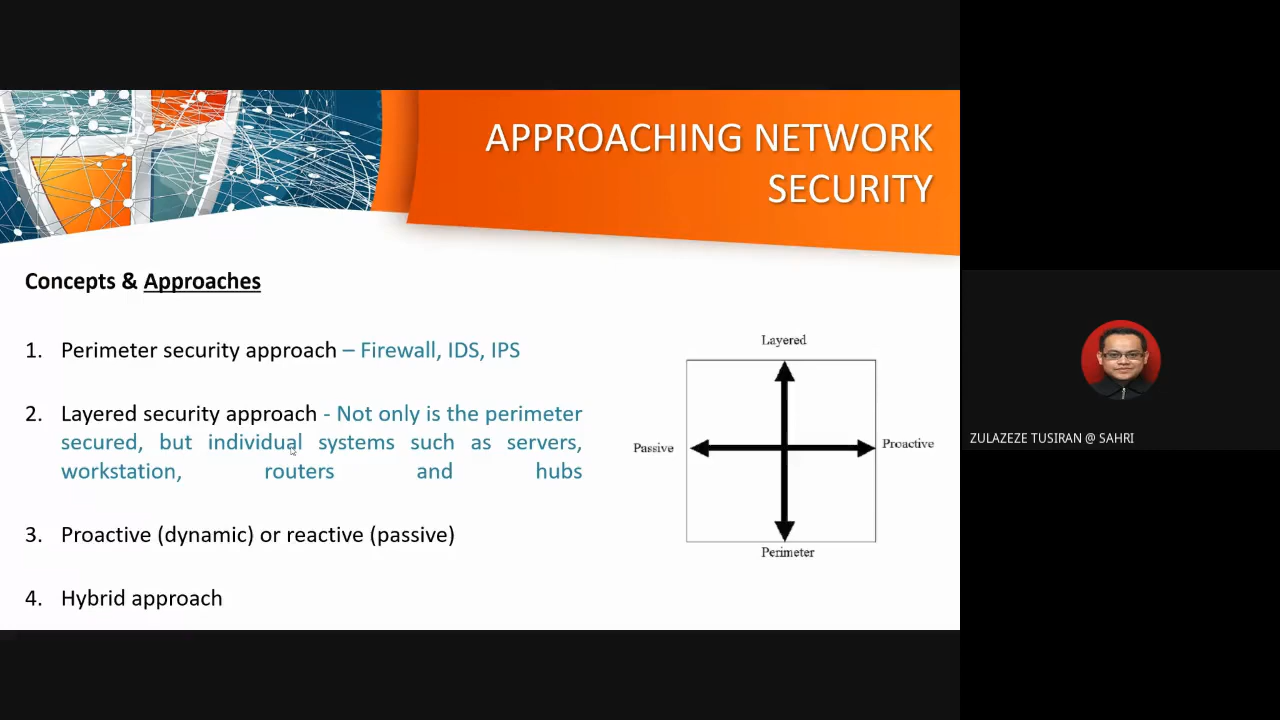 APPROACHING NETWORK
SECURITY
Concepts & Approaches
1. Perimeter security approach – Firewall, IDS, IPS
2. Layered security approach - Not only is the perimeter
secured, but individual systems such as servers,
workstation, routers and hubs
3. Proactive (dynamic) or reactive (passive)
4. Hybrid approach
Layered
Passive
Proactive
Perimeter
ZULAZEZE TUSIRAN @ SAHRI